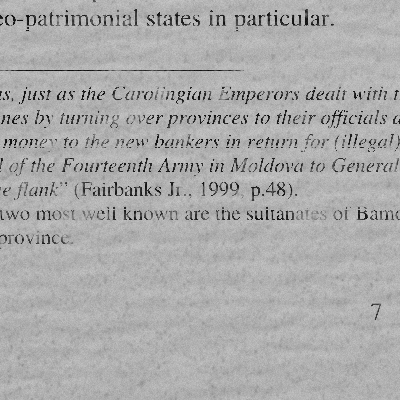 eo-patrimonial states in particular.
as, just as the Carolingian Emperors dealt with t
nes by turning over provinces to their officials a
money to the new bankers in return for (illegal)
l of the Fourteenth Army in Moldova to General
e flank" (Fairbanks Jr., 1999, p.48).
two most well known are the sultanates of Bamo
province.
7